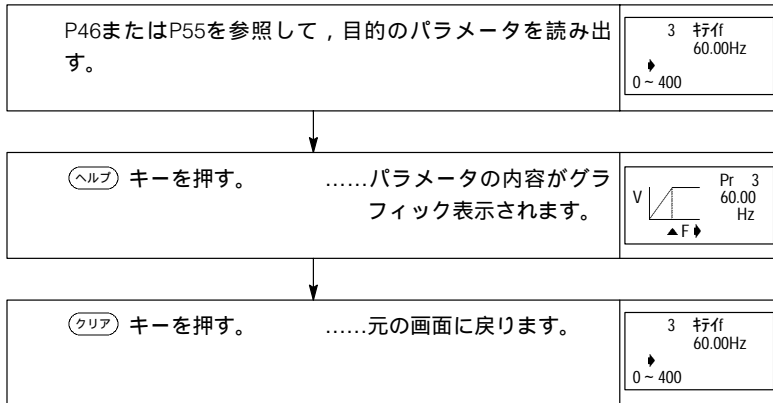 P46またはP55を参照して，目的のパラメータを読み出
す。
3 ｷﾃｲf
60.00Hz
0～400
ヘルプ キーを押す。 ……パラメータの内容がグラ
フィック表示されます。
Pr 3
V 60.00
Hz
▲F
クリア キーを押す。 ……元の画面に戻ります。
3 ｷﾃｲf
60.00Hz
0～400